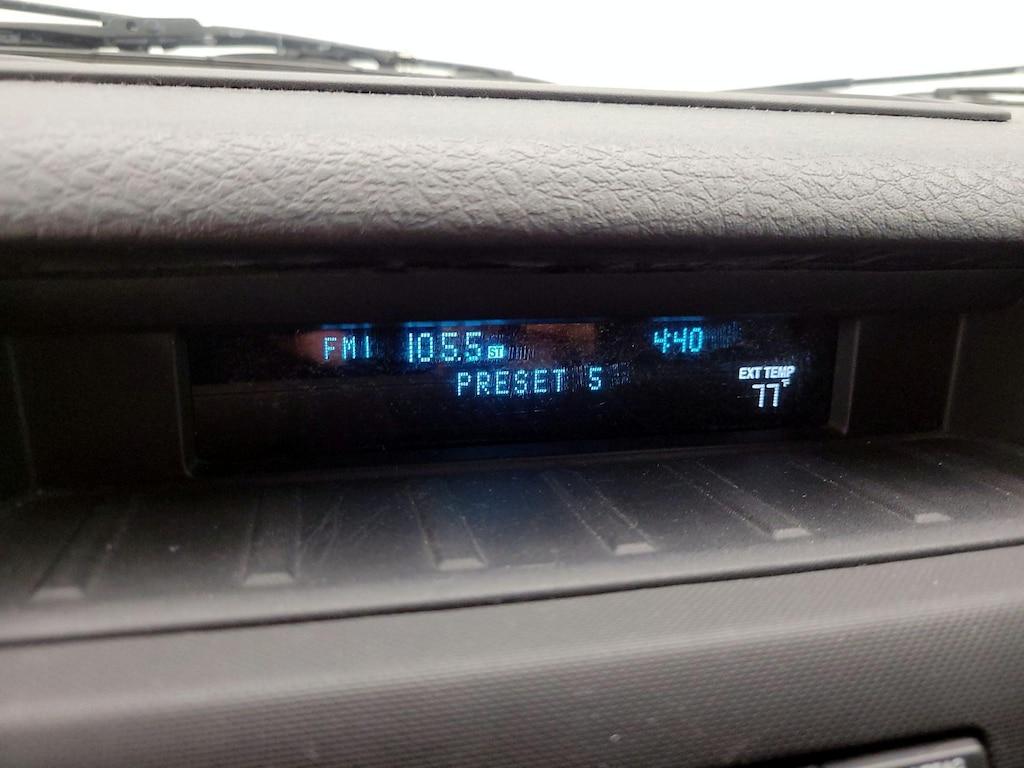 FM1 105.5 ST 4:40
PRESET 5
EXT TEMP
77°F